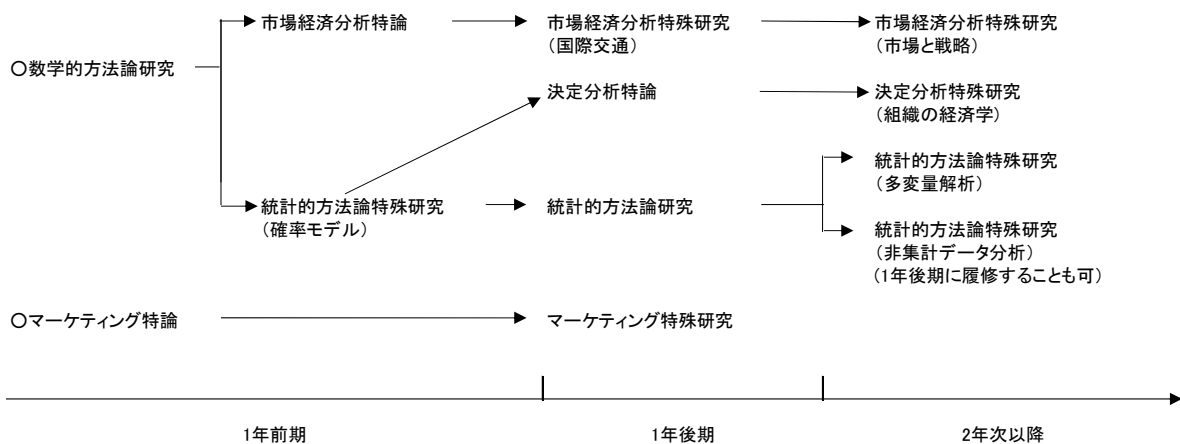 市場経済分析特論
市場経済分析特殊研究
(国際交通)
市場経済分析特殊研究
(市場と戦略)
○数学的方法論研究
決定分析特論
決定分析特殊研究
(組織の経済学)
統計的方法論特殊研究
(多変量解析)
統計的方法論特殊研究
(確率モデル)
統計的方法論研究
統計的方法論特殊研究
(非集計データ分析)
(1年後期に履修することも可)
○マーケティング特論
マーケティング特殊研究
1年前期
1年後期
2年次以降